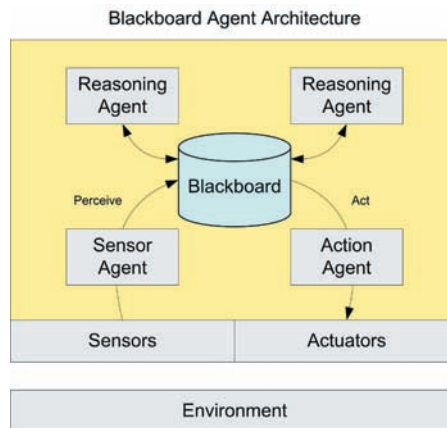 Blackboard Agent Architecture
Reasoning
Agent
Reasoning
Agent
Blackboard
Perceive
Act
Sensor
Agent
Action
Agent
Sensors
Actuators
Environment